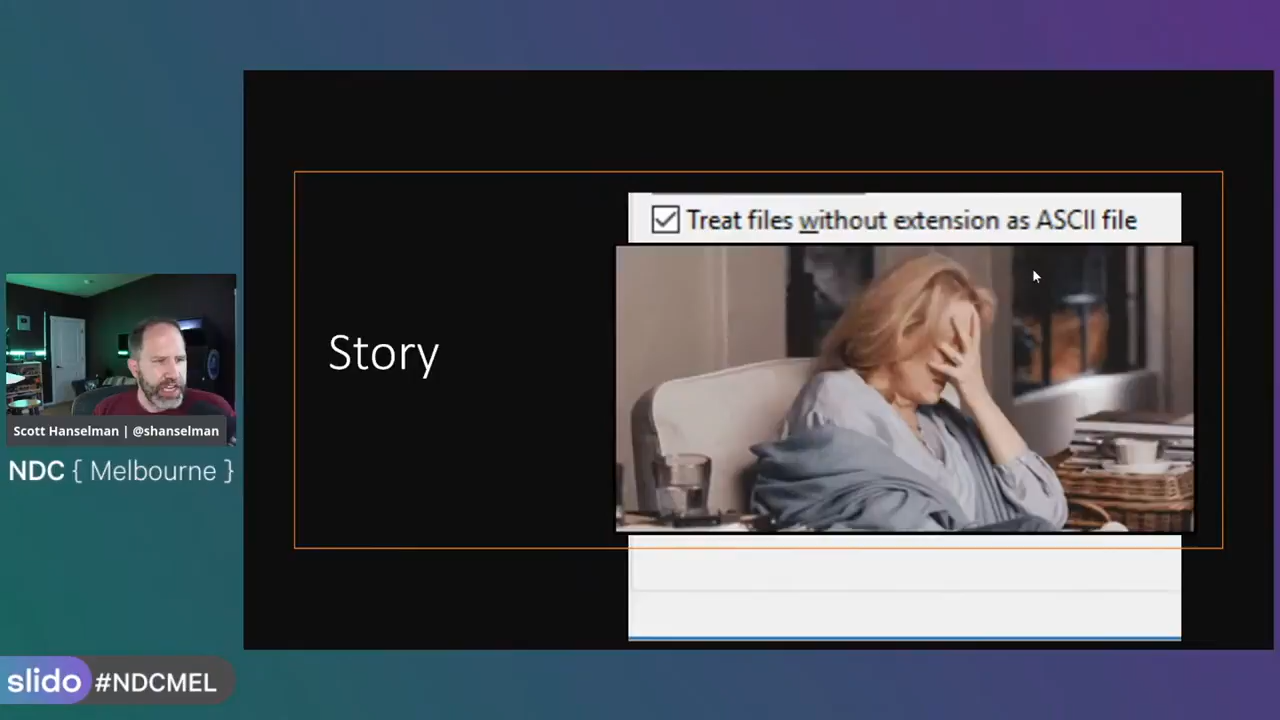 Treat files without extension as ASCII file
Story
Scott Hanselman | @shanselman
NDC { Melbourne }
slido #NDCMEL